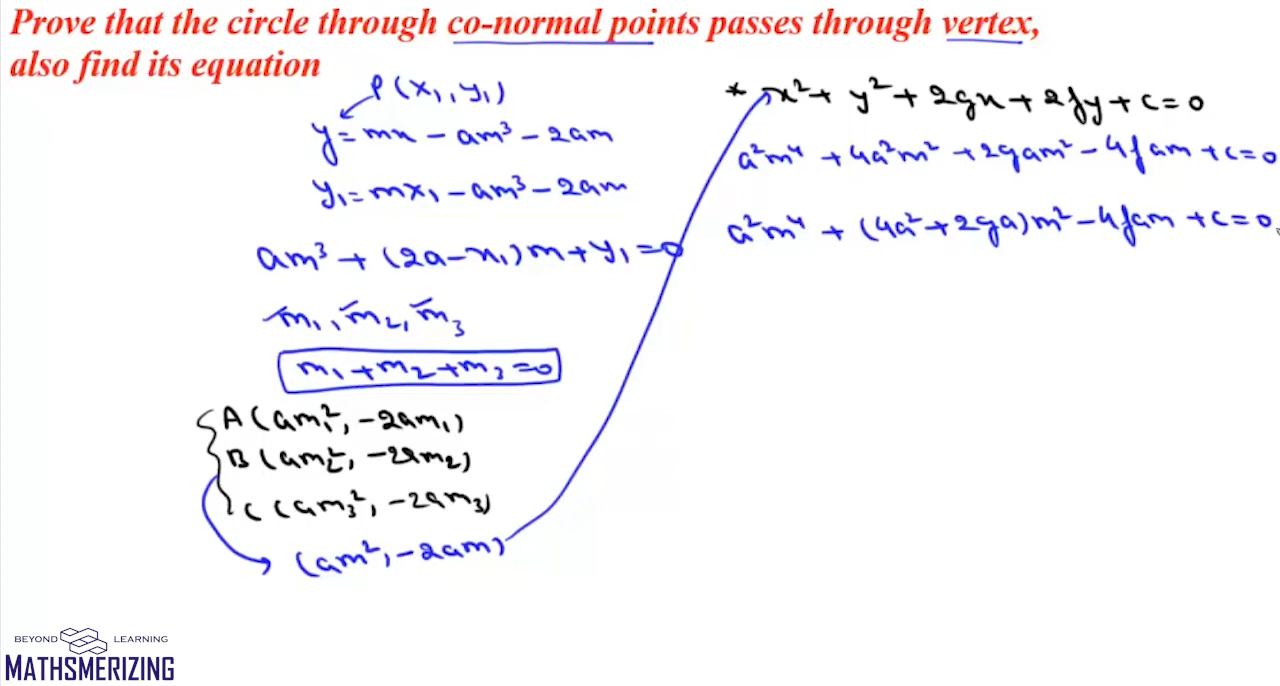 Prove that the circle through co-normal points passes through vertex,
also find its equation
P(x₁, y₁)
y = mx - am³ - 2am
y₁ = mx₁ - am³ - 2am
am³ + (2a - x₁)m + y₁ = 0
m₁, m₂, m₃
m₁ + m₂ + m₃ = 0
A(am₁², -2am₁)
B(am₂², -2am₂)
C(am₃², -2am₃)
(am², -2am)
* x² + y² + 2gx + 2fy + c = 0
a²m⁴ + 4a²m² + 2gam² - 4fam + c = 0
a²m⁴ + (4a² + 2ga)m² - 4fam + c = 0
BEYOND LEARNING
MATHSMERIZING